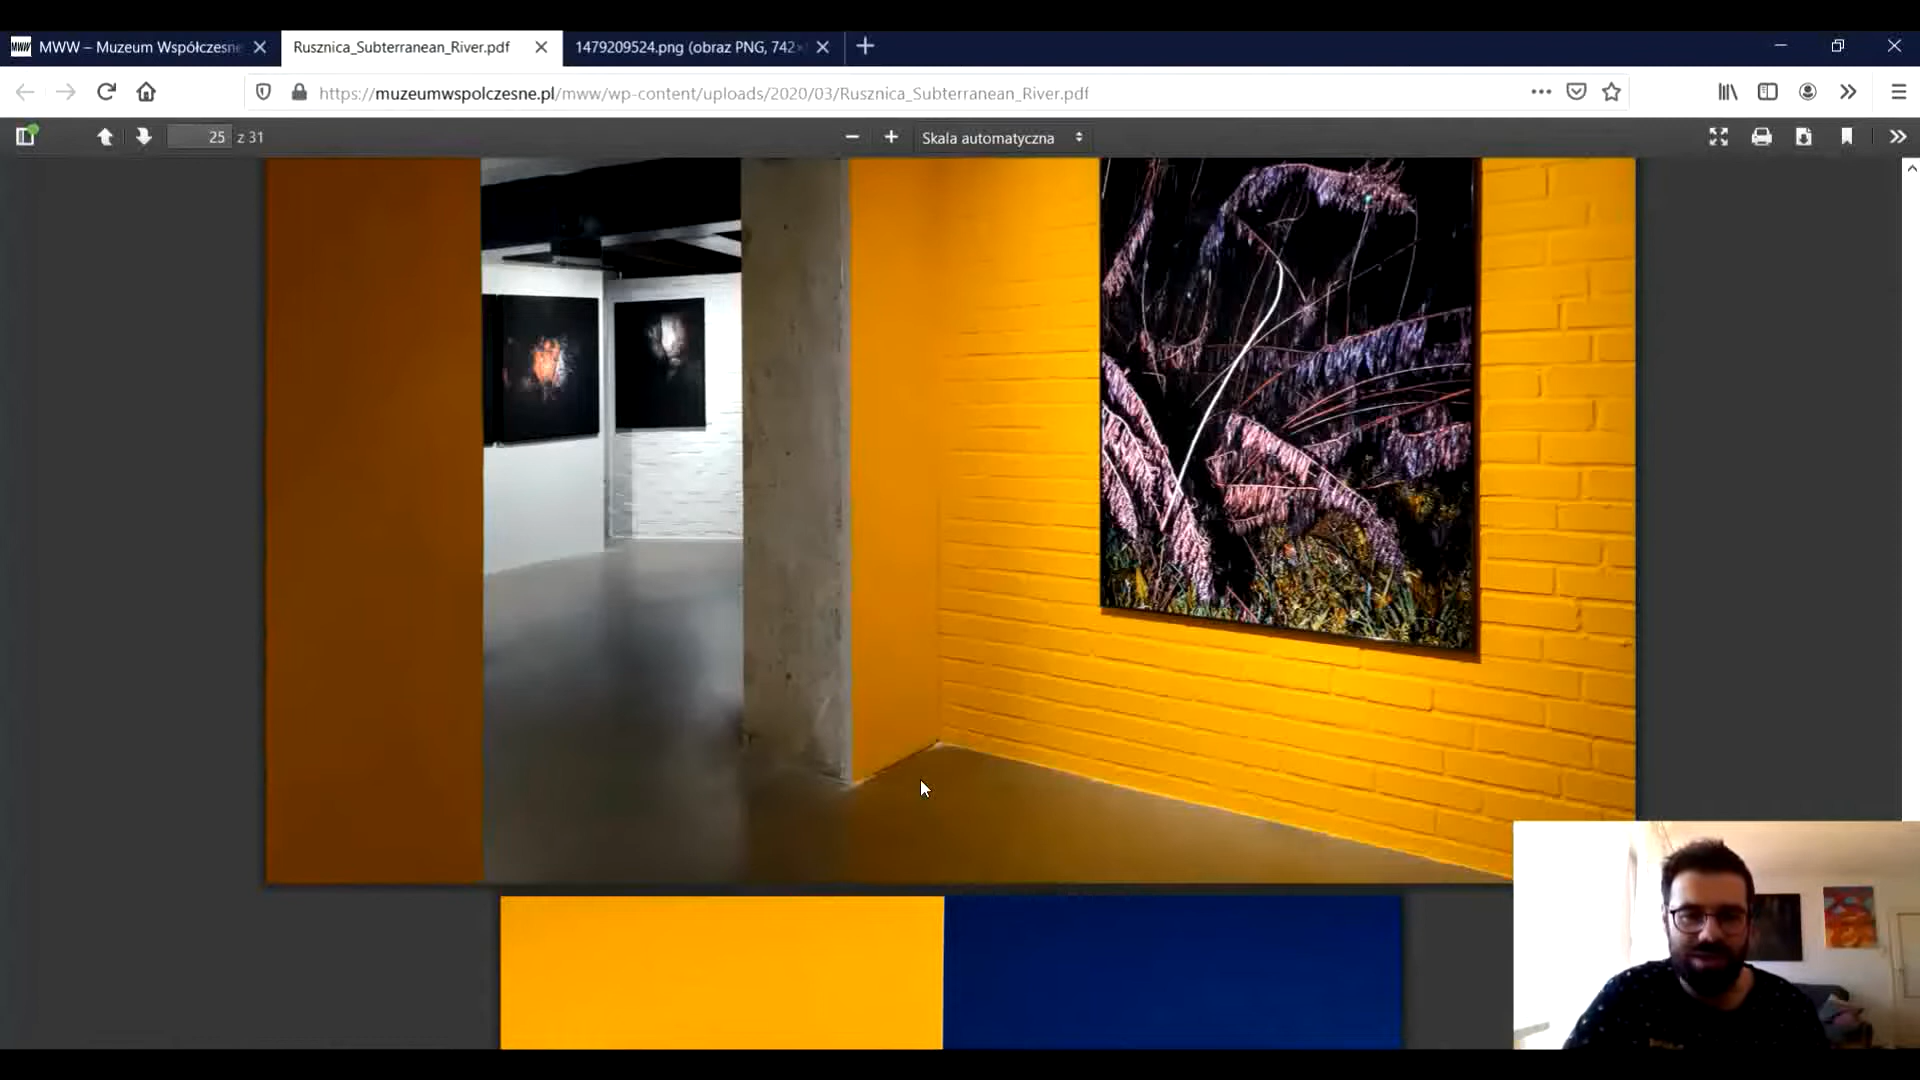 MWW – Muzeum Współczesne
Rusznica_Subterranean_River.pdf
1479209524.png (obraz PNG, 742×
https://muzeumwspolczesne.pl/mww/wp-content/uploads/2020/03/Rusznica_Subterranean_River.pdf
25 z 31
Skala automatyczna